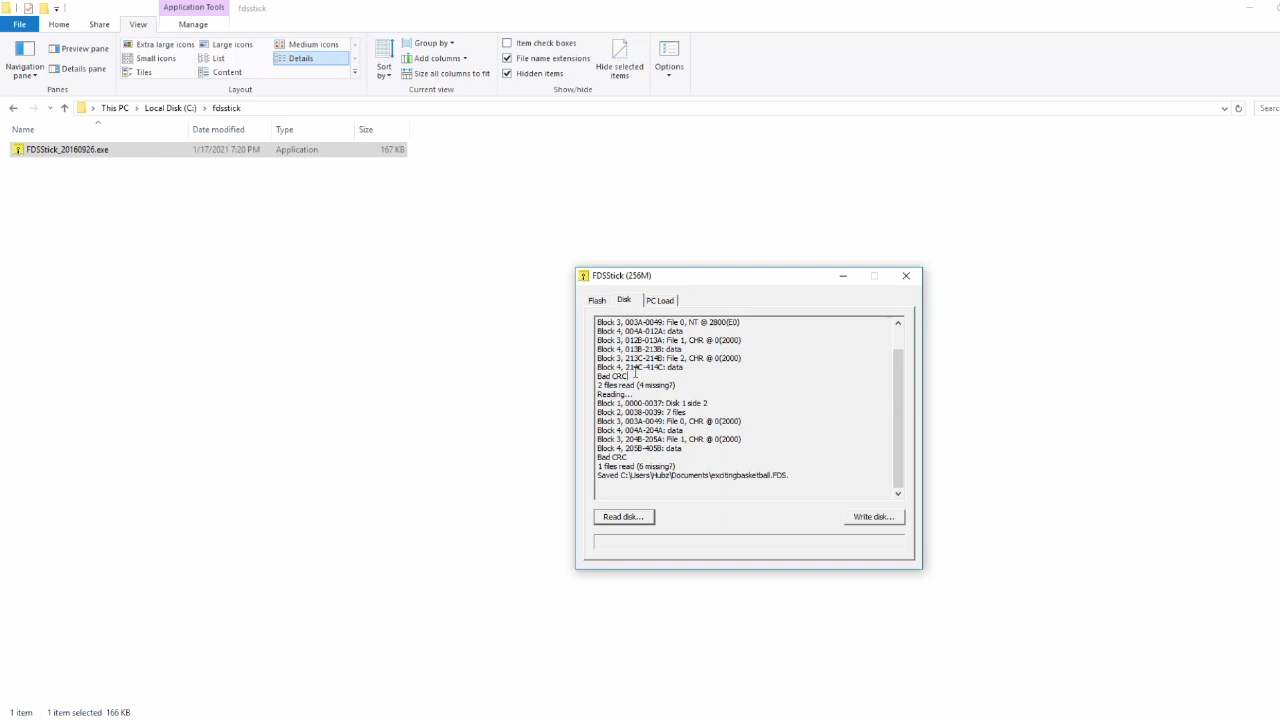 Application Tools
fdsstick
File
Home
Share
View
Manage
Navigation pane
Preview pane
Details pane
Panes
Extra large icons
Large icons
Medium icons
Small icons
List
Details
Tiles
Content
Layout
Sort by
Group by
Add columns
Size all columns to fit
Current view
Item check boxes
File name extensions
Hidden items
Hide selected items
Show/hide
Options
This PC > Local Disk (C:) > fdsstick
Sear
Name
Date modified
Type
Size
FDSStick_20160926.exe
1/17/2021 7:20 PM
Application
167 KB
FDSStick (256M)
Flash
Disk
PC Load
Block 3, 003A-0049: File 0, NT @ 2800(E0)
Block 4, 004A-012A: data
Block 3, 012B-013A: File 1, CHR @ 0(2000)
Block 4, 013B-213B: data
Block 3, 213C-214B: File 2, CHR @ 0(2000)
Block 4, 214C-414C: data
Bad CRC
2 files read (4 missing?)
Reading...
Block 1, 0000-0037: Disk 1 side 2
Block 2, 0038-0039: 7 files
Block 3, 003A-0049: File 0, CHR @ 0(2000)
Block 4, 004A-204A: data
Block 3, 204B-205A: File 1, CHR @ 0(2000)
Block 4, 205B-405B: data
Bad CRC
1 files read (6 missing?)
Saved C:\Users\Hubz\Documents\excitingbasketball.FDS.
Read disk...
Write disk...
1 item
1 item selected 166 KB